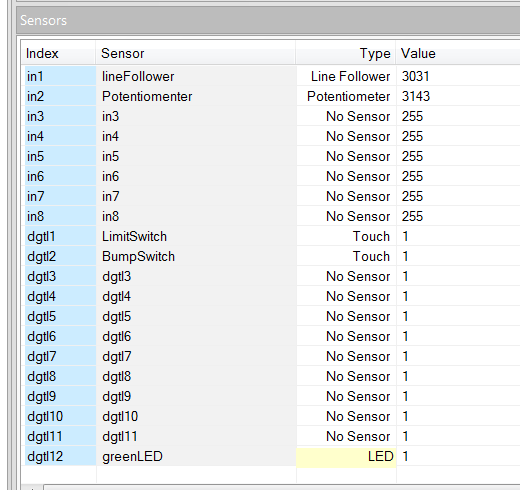 Sensors
Index Sensor Type Value
in1 lineFollower Line Follower 3031
in2 Potentiomenter Potentiometer 3143
in3 in3 No Sensor 255
in4 in4 No Sensor 255
in5 in5 No Sensor 255
in6 in6 No Sensor 255
in7 in7 No Sensor 255
in8 in8 No Sensor 255
dgtl1 LimitSwitch Touch 1
dgtl2 BumpSwitch Touch 1
dgtl3 dgtl3 No Sensor 1
dgtl4 dgtl4 No Sensor 1
dgtl5 dgtl5 No Sensor 1
dgtl6 dgtl6 No Sensor 1
dgtl7 dgtl7 No Sensor 1
dgtl8 dgtl8 No Sensor 1
dgtl9 dgtl9 No Sensor 1
dgtl10 dgtl10 No Sensor 1
dgtl11 dgtl11 No Sensor 1
dgtl12 greenLED LED 1